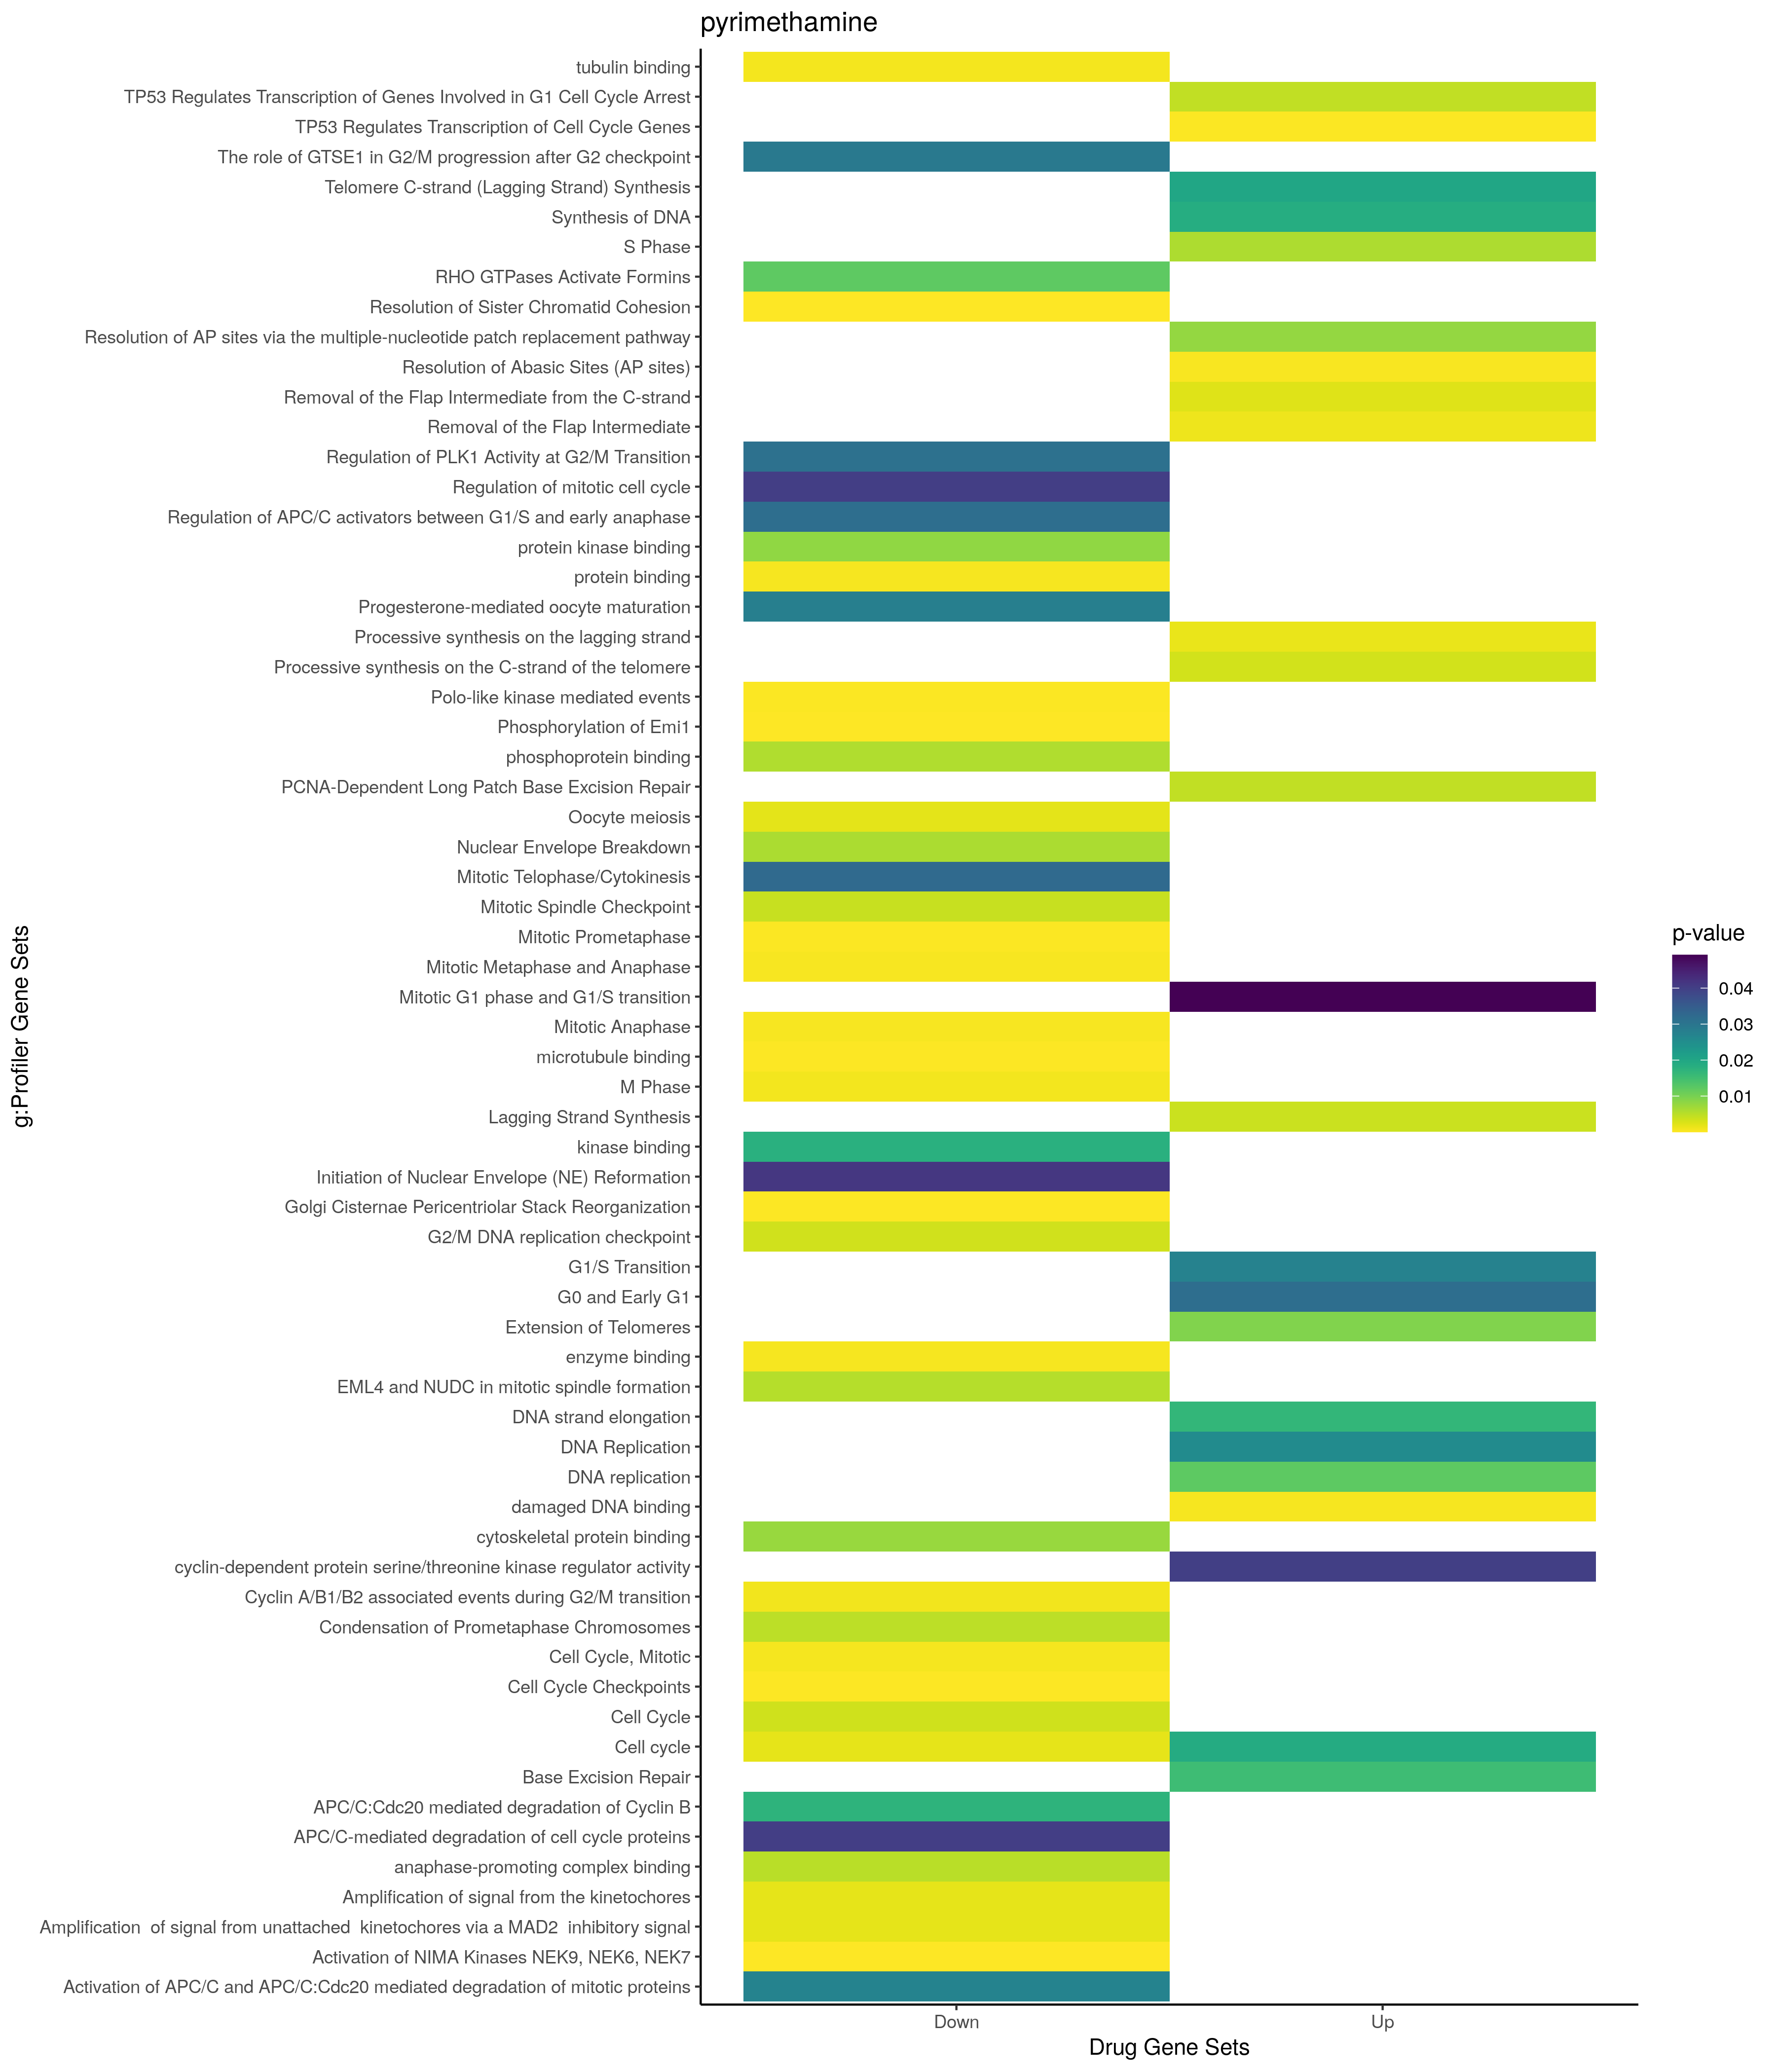 pyrimethamine
tubulin binding
TP53 Regulates Transcription of Genes Involved in G1 Cell Cycle Arrest
TP53 Regulates Transcription of Cell Cycle Genes
The role of GTSE1 in G2/M progression after G2 checkpoint
Telomere C-strand (Lagging Strand) Synthesis
Synthesis of DNA
S Phase
RHO GTPases Activate Formins
Resolution of Sister Chromatid Cohesion
Resolution of AP sites via the multiple-nucleotide patch replacement pathway
Resolution of Abasic Sites (AP sites)
Removal of the Flap Intermediate from the C-strand
Removal of the Flap Intermediate
Regulation of PLK1 Activity at G2/M Transition
Regulation of mitotic cell cycle
Regulation of APC/C activators between G1/S and early anaphase
protein kinase binding
protein binding
Progesterone-mediated oocyte maturation
Processive synthesis on the lagging strand
Processive synthesis on the C-strand of the telomere
Polo-like kinase mediated events
Phosphorylation of Emi1
phosphoprotein binding
PCNA-Dependent Long Patch Base Excision Repair
Oocyte meiosis
Nuclear Envelope Breakdown
Mitotic Telophase/Cytokinesis
Mitotic Spindle Checkpoint
Mitotic Prometaphase
Mitotic Metaphase and Anaphase
Mitotic G1 phase and G1/S transition
Mitotic Anaphase
microtubule binding
M Phase
Lagging Strand Synthesis
kinase binding
Initiation of Nuclear Envelope (NE) Reformation
Golgi Cisternae Pericentriolar Stack Reorganization
G2/M DNA replication checkpoint
G1/S Transition
G0 and Early G1
Extension of Telomeres
enzyme binding
EML4 and NUDC in mitotic spindle formation
DNA strand elongation
DNA Replication
DNA replication
damaged DNA binding
cytoskeletal protein binding
cyclin-dependent protein serine/threonine kinase regulator activity
Cyclin A/B1/B2 associated events during G2/M transition
Condensation of Prometaphase Chromosomes
Cell Cycle, Mitotic
Cell Cycle Checkpoints
Cell Cycle
Cell cycle
Base Excision Repair
APC/C:Cdc20 mediated degradation of Cyclin B
APC/C-mediated degradation of cell cycle proteins
anaphase-promoting complex binding
Amplification of signal from the kinetochores
Amplification  of signal from unattached  kinetochores via a MAD2  inhibitory signal
Activation of NIMA Kinases NEK9, NEK6, NEK7
Activation of APC/C and APC/C:Cdc20 mediated degradation of mitotic proteins
g:Profiler Gene Sets
Down
Up
Drug Gene Sets
p-value
0.04
0.03
0.02
0.01